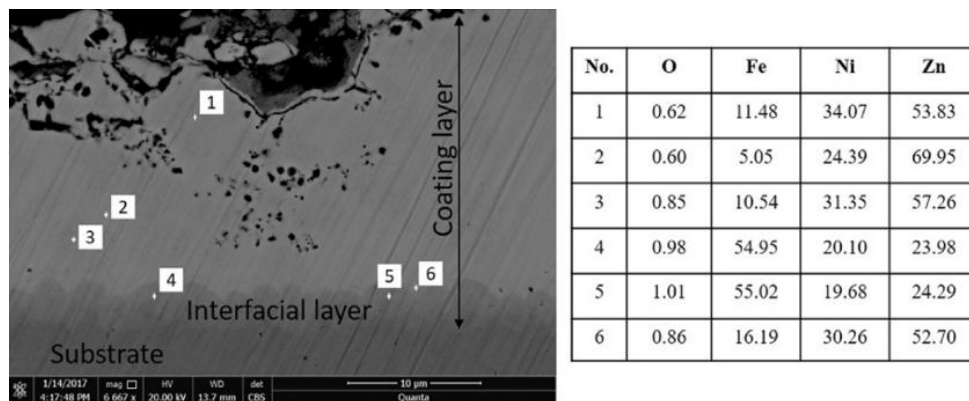 1
2
3
4
5
6
Coating layer
Interfacial layer
Substrate
1/14/2017 mag HV WD det
4:17:48 PM 6 667 x 20.00 kV 13.7 mm CBS
10 µm
Quanta
No. O Fe Ni Zn
1 0.62 11.48 34.07 53.83
2 0.60 5.05 24.39 69.95
3 0.85 10.54 31.35 57.26
4 0.98 54.95 20.10 23.98
5 1.01 55.02 19.68 24.29
6 0.86 16.19 30.26 52.70